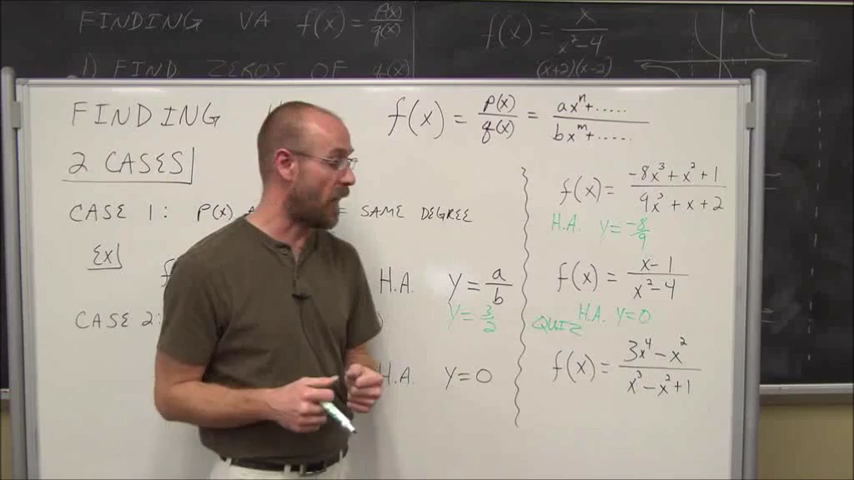 FINDING VA f(x) = p(x)/q(x)
1) FIND ZEROS OF q(x)
f(x) = x/(x²-4)
(x+2)(x-2)
FINDING
f(x) = p(x)/q(x) = (axⁿ+.....)/(bxᵐ+.....)
2 CASES
CASE 1: P(x) = SAME DEGREE
Ex
H.A. y = a/b
y = 3/2
CASE 2:
H.A. y=0
f(x) = (-8x³+x²+1)/(9x³+x+2)
H.A. y = -8/9
f(x) = (x-1)/(x²-4)
H.A. y=0
QUIZ
f(x) = (3x⁴-x²)/(x³-x²+1)